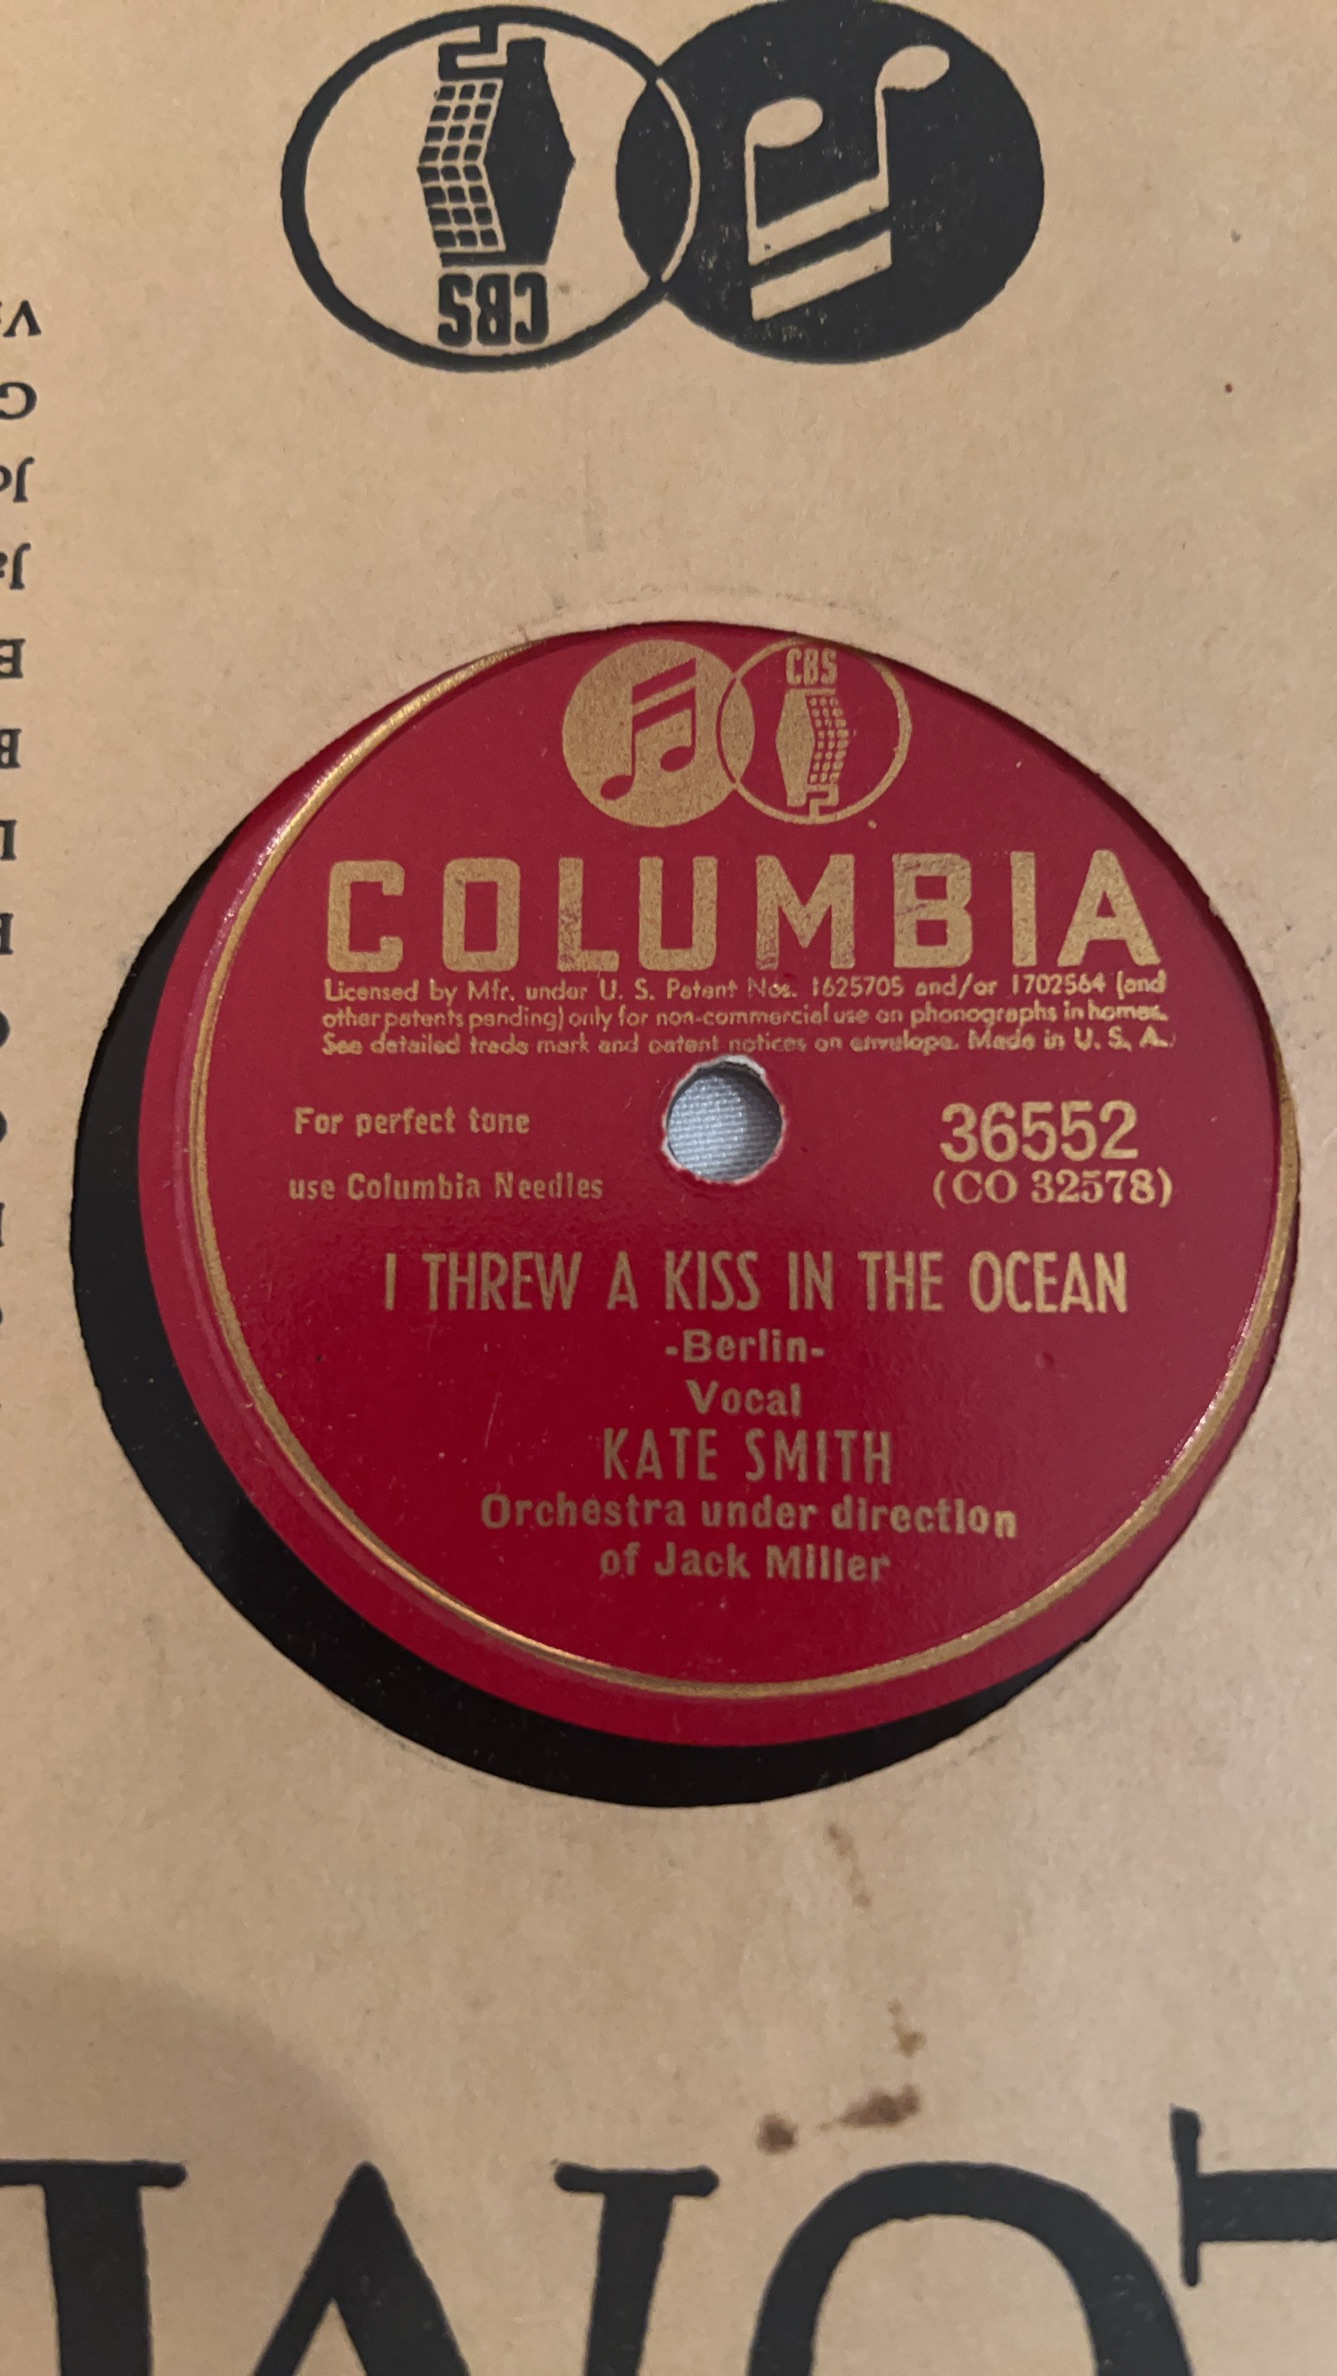 CBS
CBS
COLUMBIA
Licensed by Mfr. under U. S. Patent Nos. 1625705 and/or 1702564 (and
other patents pending) only for non-commercial use on phonographs in homes.
See detailed trade mark and patent notices on envelope. Made in U. S. A.
For perfect tone
use Columbia Needles
36552
(CO 32578)
I THREW A KISS IN THE OCEAN
-Berlin-
Vocal
KATE SMITH
Orchestra under direction
of Jack Miller